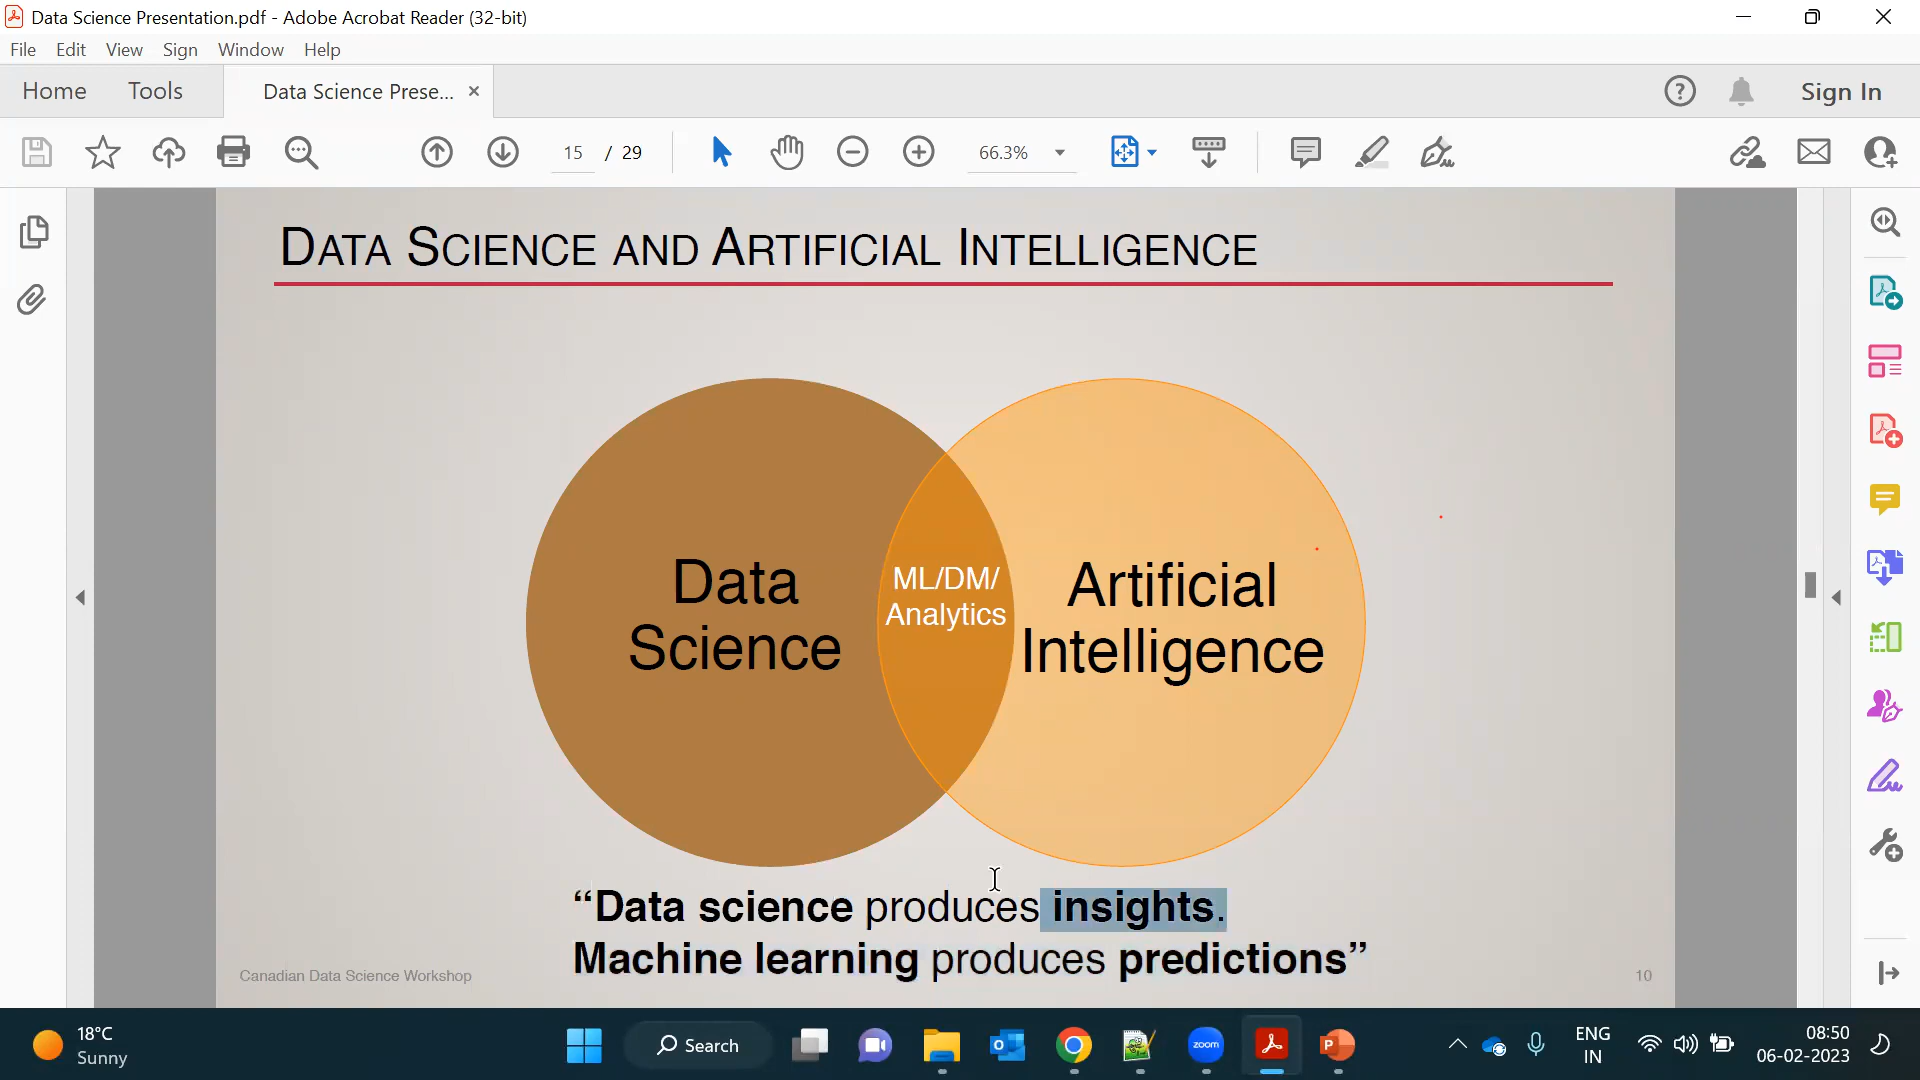 Data Science Presentation.pdf - Adobe Acrobat Reader (32-bit)
File Edit View Sign Window Help
Home Tools Data Science Prese... × Sign In
15 / 29 66.3%
DATA SCIENCE AND ARTIFICIAL INTELLIGENCE
Data
Science
ML/DM/
Analytics
Artificial
Intelligence
“Data science produces insights.
Machine learning produces predictions”
Canadian Data Science Workshop 10
18°C
Sunny
Search
zoom
ENG
IN
08:50
06-02-2023